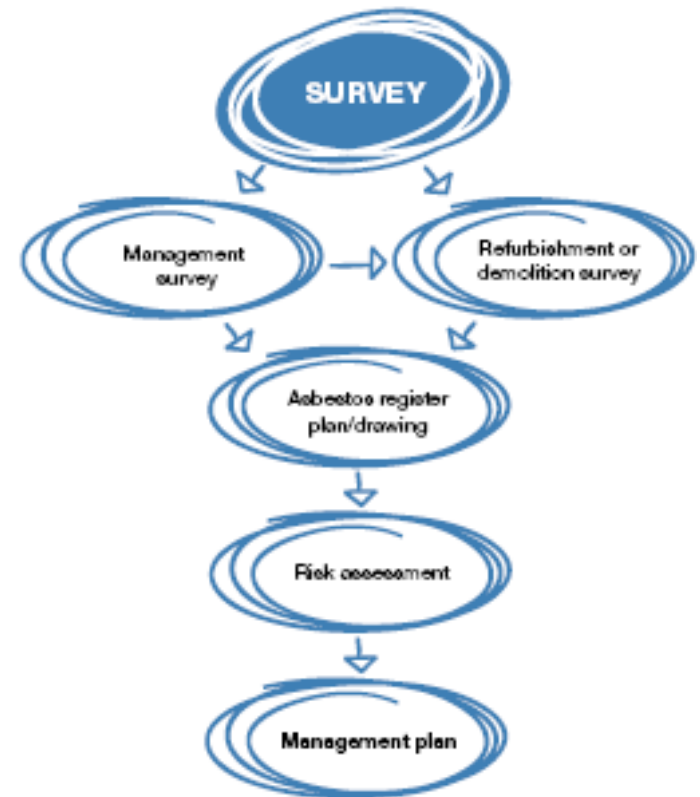 SURVEY
Management
survey
Refurbishment or
demolition survey
Asbestos register
plan/drawing
Risk assessment
Management plan